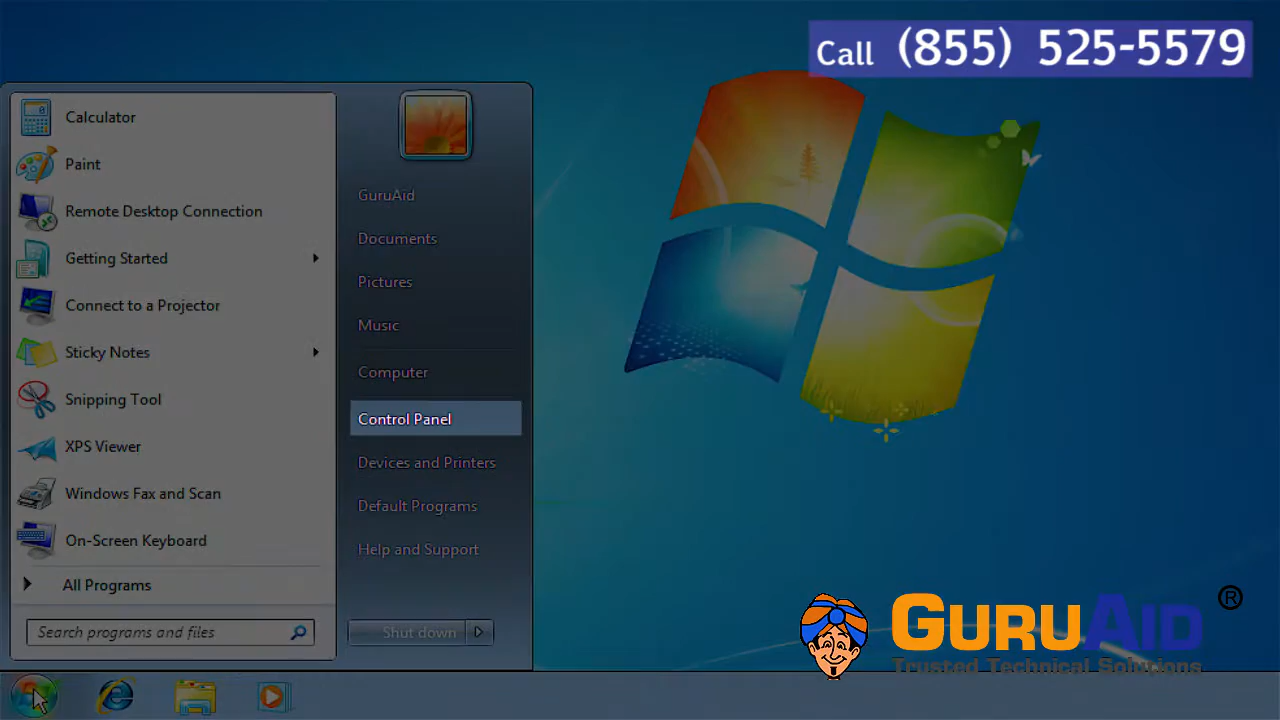 Call (855) 525-5579
Calculator
Paint
Remote Desktop Connection
Getting Started
Connect to a Projector
Sticky Notes
Snipping Tool
XPS Viewer
Windows Fax and Scan
On-Screen Keyboard
All Programs
Search programs and files
GuruAid
Documents
Pictures
Music
Computer
Control Panel
Devices and Printers
Default Programs
Help and Support
Shut down
GURUAID ®
Trusted Technical Solutions